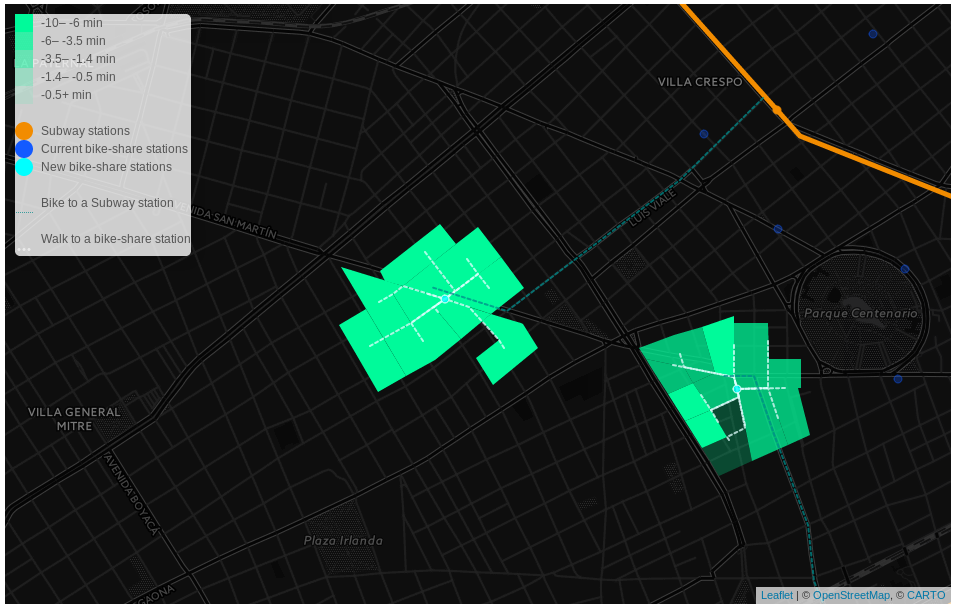 -10– -6 min
-6– -3.5 min
-3.5– -1.4 min
-1.4– -0.5 min
-0.5+ min
Subway stations
Current bike-share stations
New bike-share stations
Bike to a Subway station
Walk to a bike-share station
LA PATERNAL
VILLA CRESPO
LUIS VIALE
AVENIDA SAN MARTÍN
Parque Centenario
VILLA GENERAL
MITRE
AVENIDA BOYACÁ
Plaza Irlanda
GAONA
Leaflet | © OpenStreetMap, © CARTO